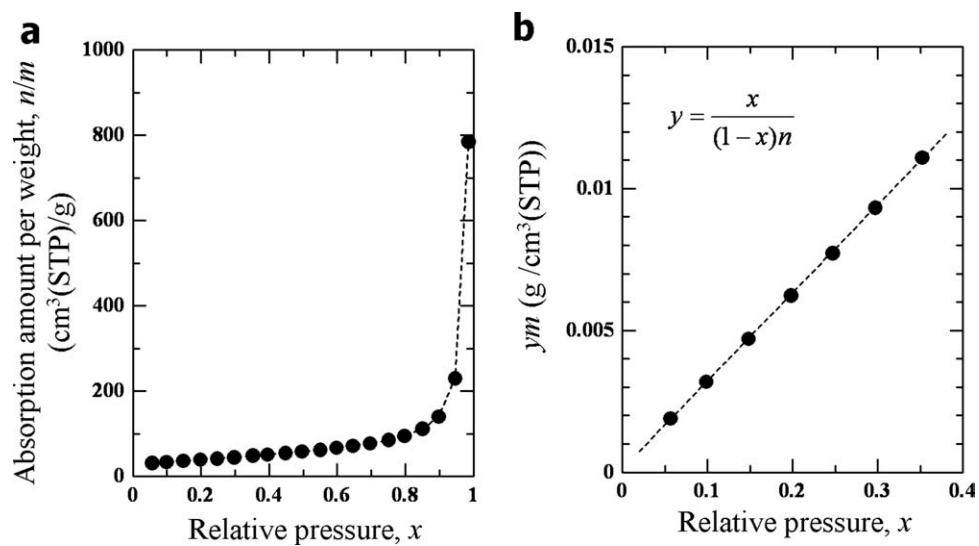 a
Absorption amount per weight, n/m
(cm³(STP)/g)
1000
800
600
400
200
0
0 0.2 0.4 0.6 0.8 1
Relative pressure, x
b
y = x / (1 – x)n
ym (g /cm³(STP))
0.015
0.01
0.005
0
0 0.1 0.2 0.3 0.4
Relative pressure, x